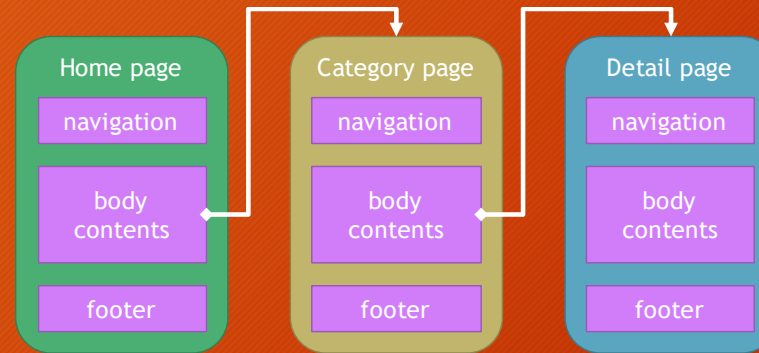 Home page
navigation
body
contents
footer
Category page
navigation
body
contents
footer
Detail page
navigation
body
contents
footer